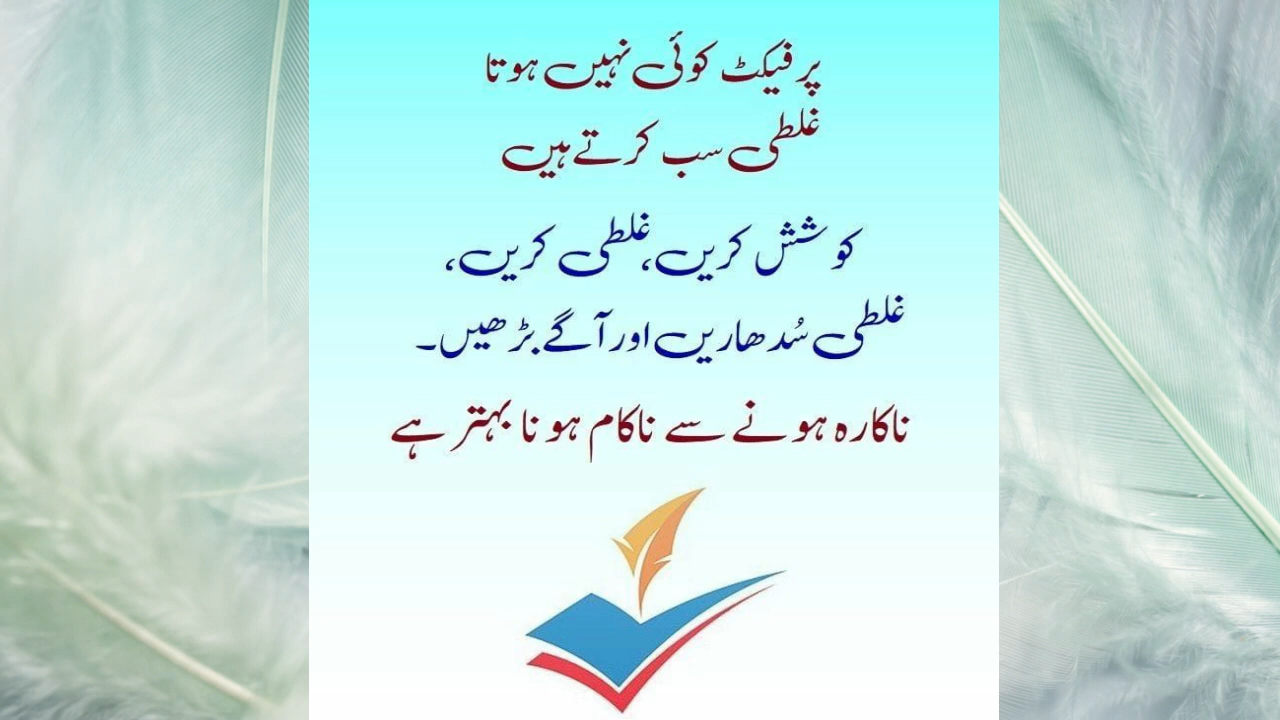 پرفیکٹ کوئی نہیں ہوتا
غلطی سب کرتے ہیں
کوشش کریں، غلطی کریں،
غلطی سُدھاریں اور آگے بڑھیں۔
ناکارہ ہونے سے ناکام ہونا بہتر ہے